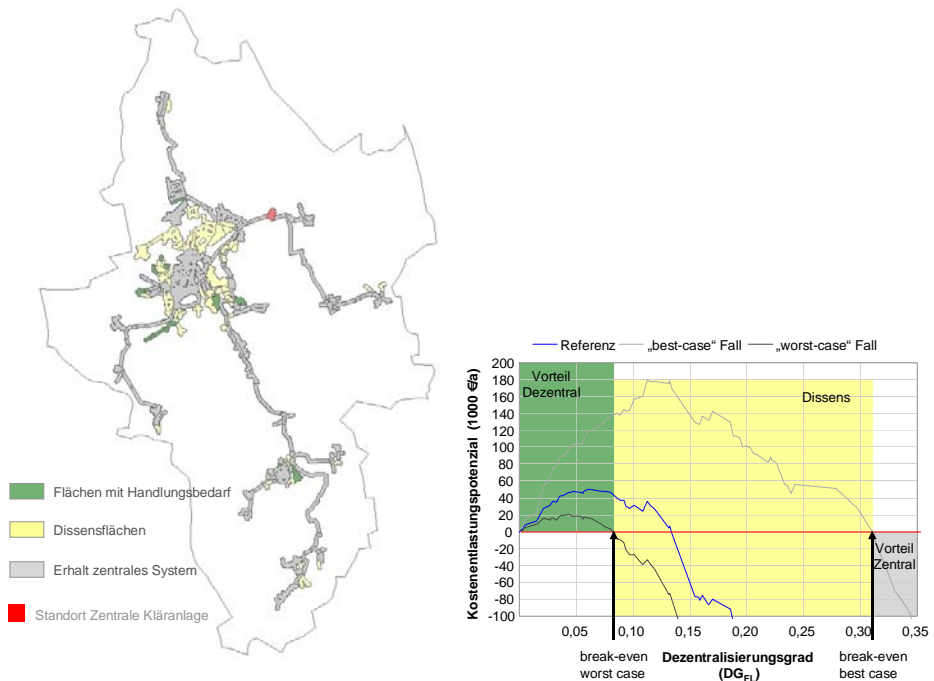 Flächen mit Handlungsbedarf
Dissensflächen
Erhalt zentrales System
Standort Zentrale Kläranlage
Referenz
„best-case“ Fall
„worst-case“ Fall
Kostenentlastungspotenzial (1000 €/a)
200
180
160
140
120
100
80
60
40
20
0
-20
-40
-60
-80
-100
Vorteil
Dezentral
Dissens
Vorteil
Zentral
0,05
0,10
0,15
0,20
0,25
0,30
0,35
break-even
worst case
Dezentralisierungsgrad
(DG_EL)
break-even
best case